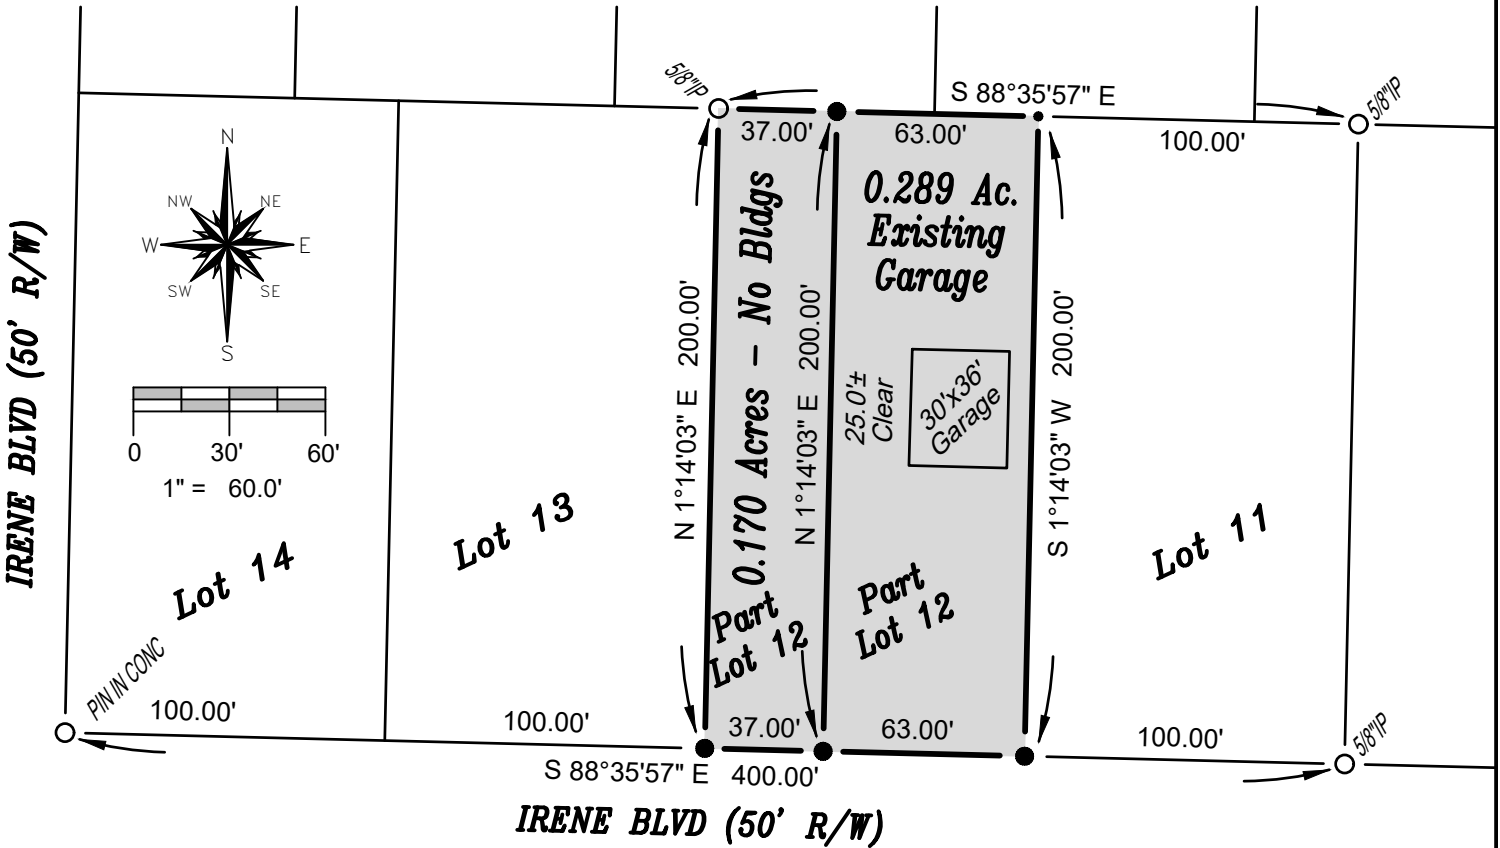 5/8"IP
S 88°35'57" E
5/8"IP
37.00'
63.00'
100.00'
N
NW
NE
W
E
SW
SE
S
0.289 Ac.
Existing
Garage
IRENE BLVD (50' R/W)
N 1°14'03" E 200.00'
0.170 Acres - No Bldgs
N 1°14'03" E 200.00'
25.0'±
Clear
30'x36'
Garage
S 1°14'03" W 200.00'
0 30' 60'
1" = 60.0'
Lot 14
Lot 13
Part
Lot 12
Part
Lot 12
Lot 11
PIN IN CONC
100.00'
100.00'
37.00'
63.00'
100.00'
5/8"IP
S 88°35'57" E 400.00'
IRENE BLVD (50' R/W)